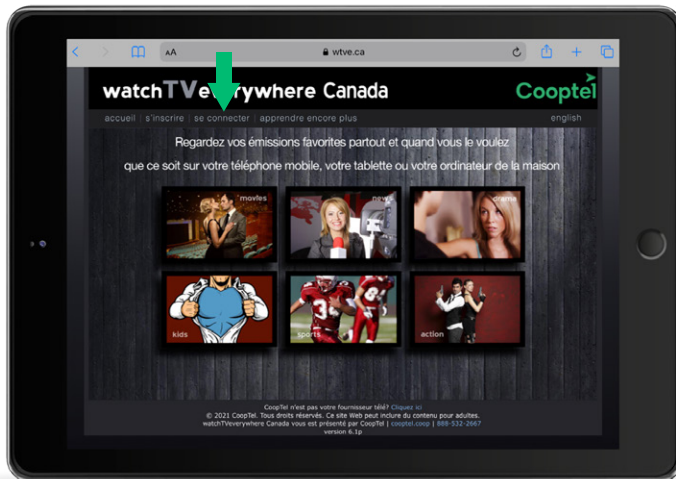 AA
wtve.ca
watchTVeverywhere Canada
Cooptel
accueil | s'inscrire | se connecter | apprendre encore plus
english
Regardez vos émissions favorites partout et quand vous le voulez
que ce soit sur votre téléphone mobile, votre tablette ou votre ordinateur de la maison
movies
news
drama
kids
sports
action
CoopTel n'est pas votre fournisseur télé? Cliquez ici
© 2021 CoopTel. Tous droits réservés. Ce site Web peut inclure du contenu pour adultes.
watchTVeverywhere Canada vous est présenté par CoopTel | cooptel.coop | 888-532-2667
version 6.1p